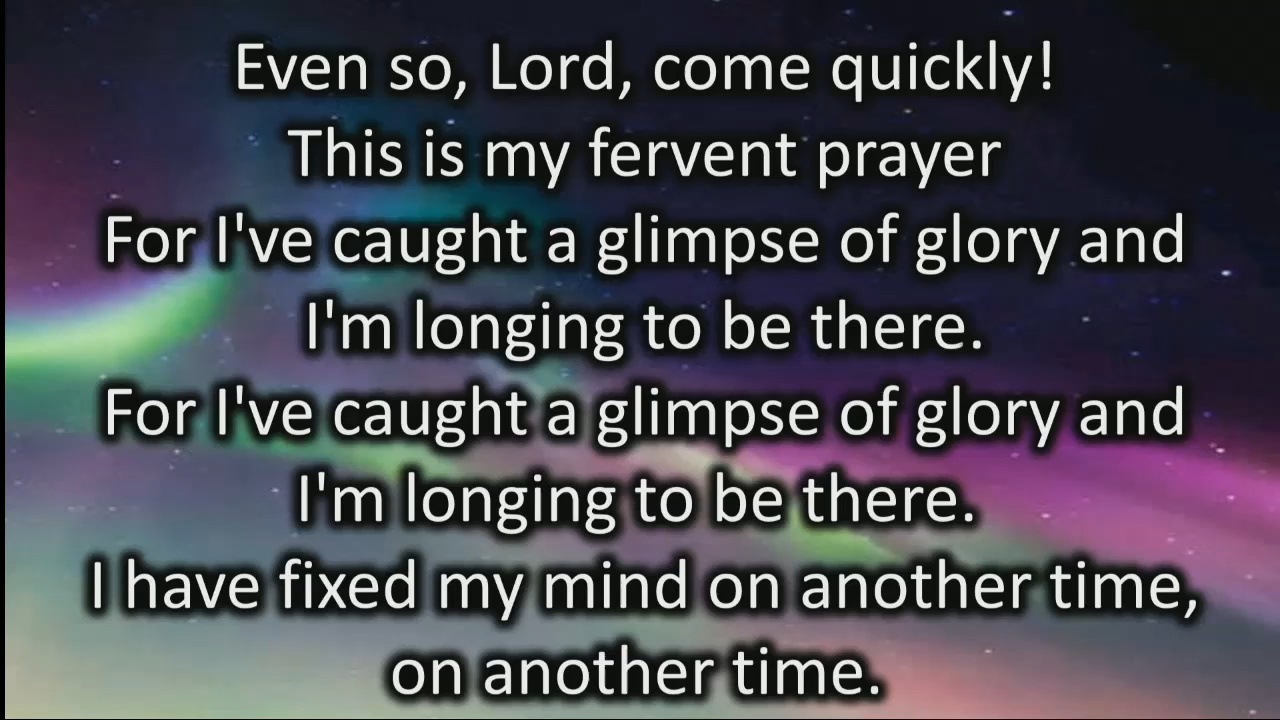 Even so, Lord, come quickly!
This is my fervent prayer
For I've caught a glimpse of glory and
I'm longing to be there.
For I've caught a glimpse of glory and
I'm longing to be there.
I have fixed my mind on another time,
on another time.